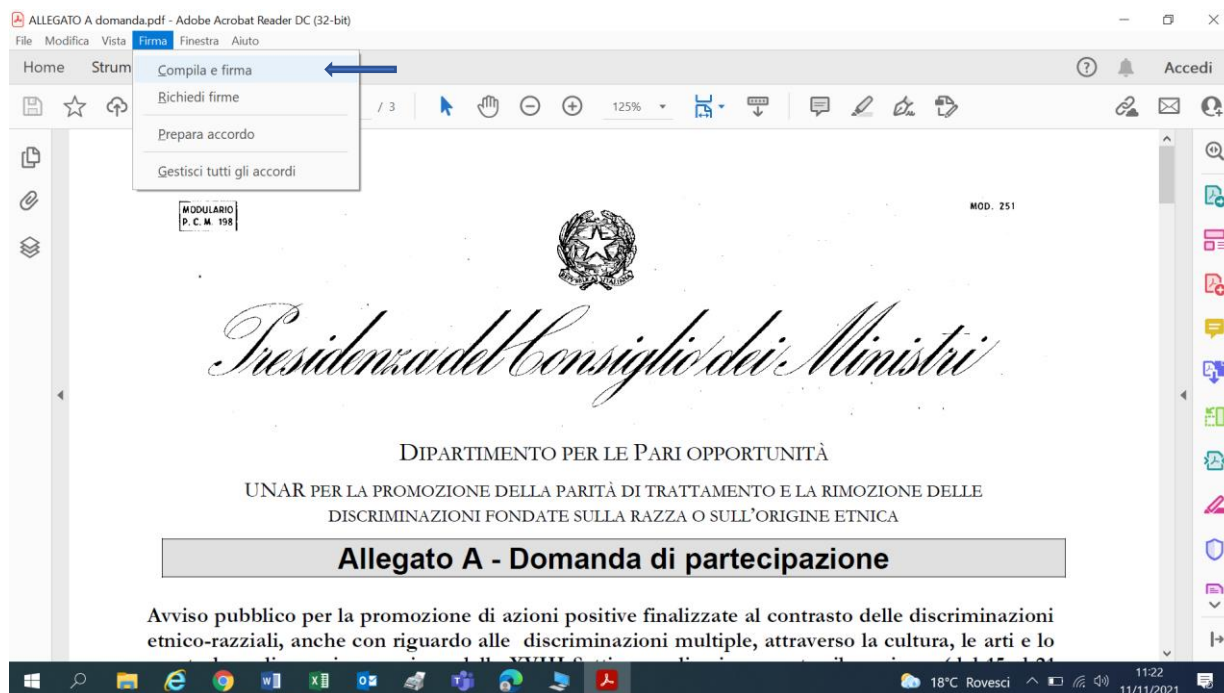 ALLEGATO A domanda.pdf - Adobe Acrobat Reader DC (32-bit)
File Modifica Vista Firma Finestra Aiuto
Home Strum Accedi
Compila e firma
Richiedi firme
Prepara accordo
Gestisci tutti gli accordi
/ 3 125%
MODULARIO
P. C. M. 198
MOD. 251
Presidenza del Consiglio dei Ministri
DIPARTIMENTO PER LE PARI OPPORTUNITÀ
UNAR PER LA PROMOZIONE DELLA PARITÀ DI TRATTAMENTO E LA RIMOZIONE DELLE
DISCRIMINAZIONI FONDATE SULLA RAZZA O SULL'ORIGINE ETNICA
Allegato A - Domanda di partecipazione
Avviso pubblico per la promozione di azioni positive finalizzate al contrasto delle discriminazioni
etnico-razziali, anche con riguardo alle discriminazioni multiple, attraverso la cultura, le arti e lo
18°C Rovesci
11:22
11/11/2021